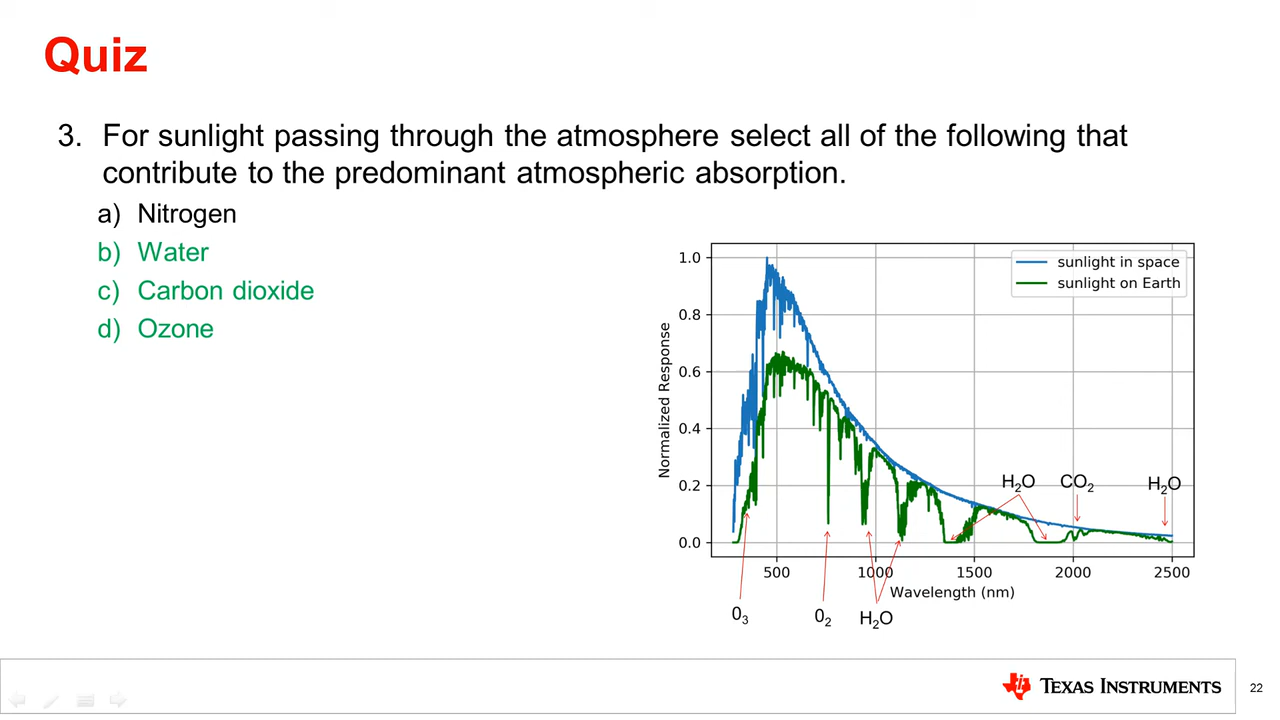 Quiz
3. For sunlight passing through the atmosphere select all of the following that
contribute to the predominant atmospheric absorption.
a) Nitrogen
b) Water
c) Carbon dioxide
d) Ozone
sunlight in space
sunlight on Earth
Normalized Response
1.0
0.8
0.6
0.4
0.2
0.0
H2O CO2 H2O
500 1000 1500 2000 2500
Wavelength (nm)
03 02 H2O
TEXAS INSTRUMENTS
22